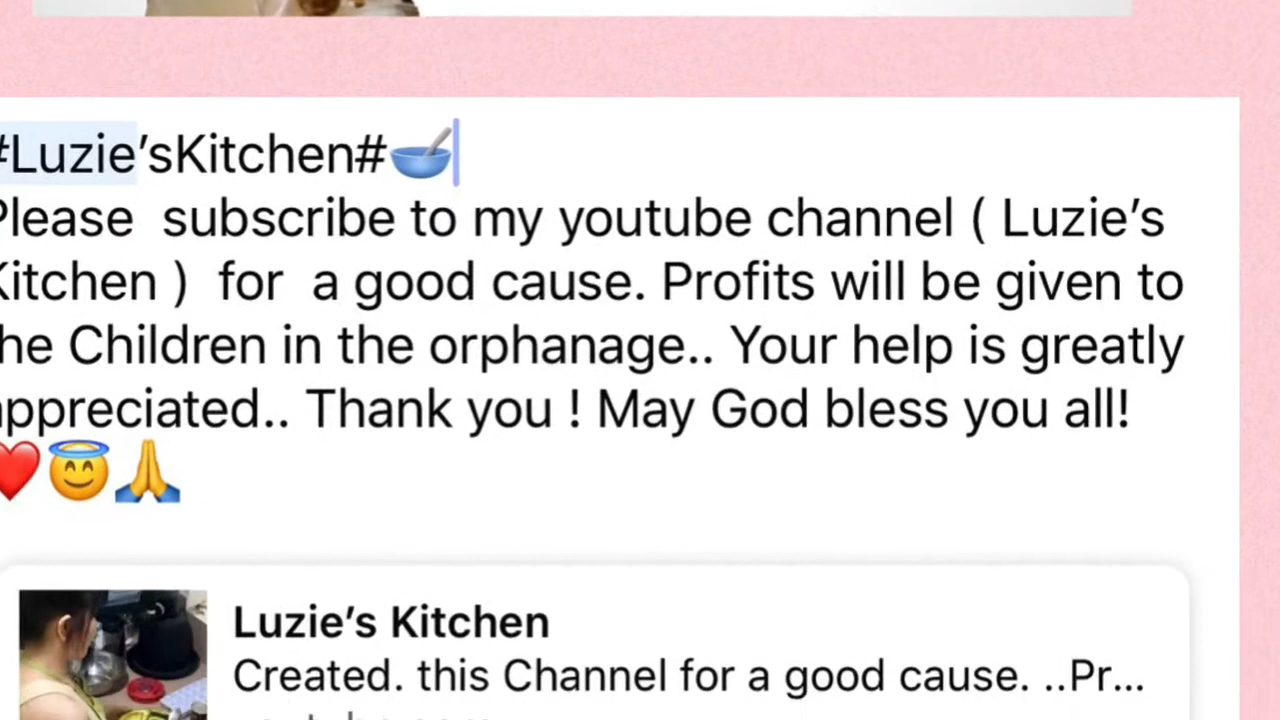 #Luzie’sKitchen#🥣
Please  subscribe to my youtube channel ( Luzie’s
Kitchen )  for  a good cause. Profits will be given to
the Children in the orphanage.. Your help is greatly
appreciated.. Thank you ! May God bless you all!
❤️😇🙏
Luzie’s Kitchen
Created. this Channel for a good cause. ..Pr...